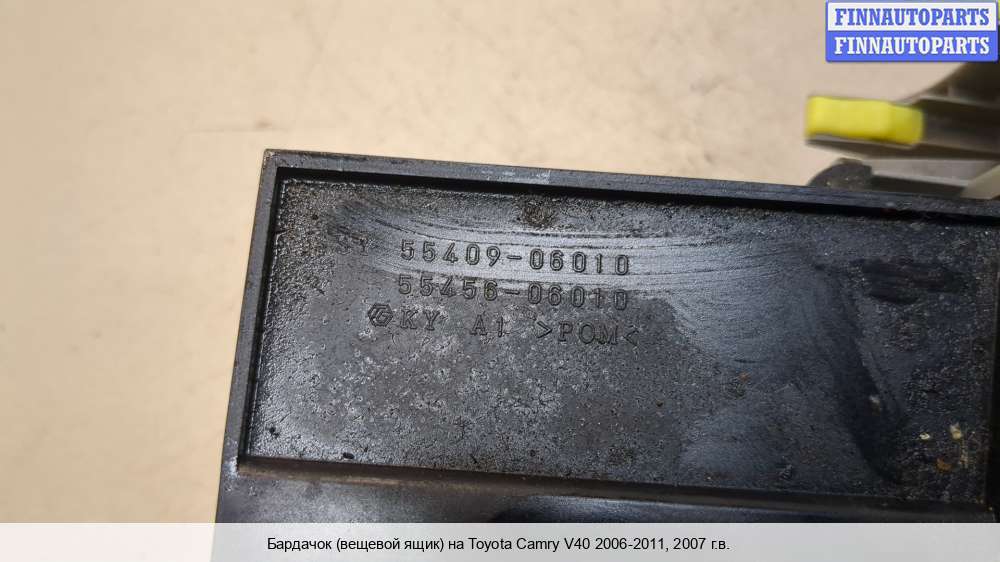 FINNAUTOPARTS
FINNAUTOPARTS
55409-06010
55456-06010
KY A1 >POM<
Бардачок (вещевой ящик) на Toyota Camry V40 2006-2011, 2007 г.в.